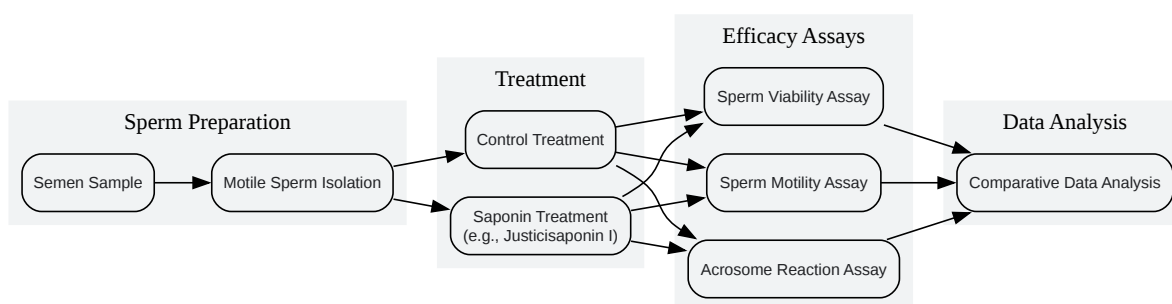 Sperm Preparation
Semen Sample
Motile Sperm Isolation
Treatment
Control Treatment
Saponin Treatment
(e.g., Justicisaponin I)
Efficacy Assays
Sperm Viability Assay
Sperm Motility Assay
Acrosome Reaction Assay
Data Analysis
Comparative Data Analysis